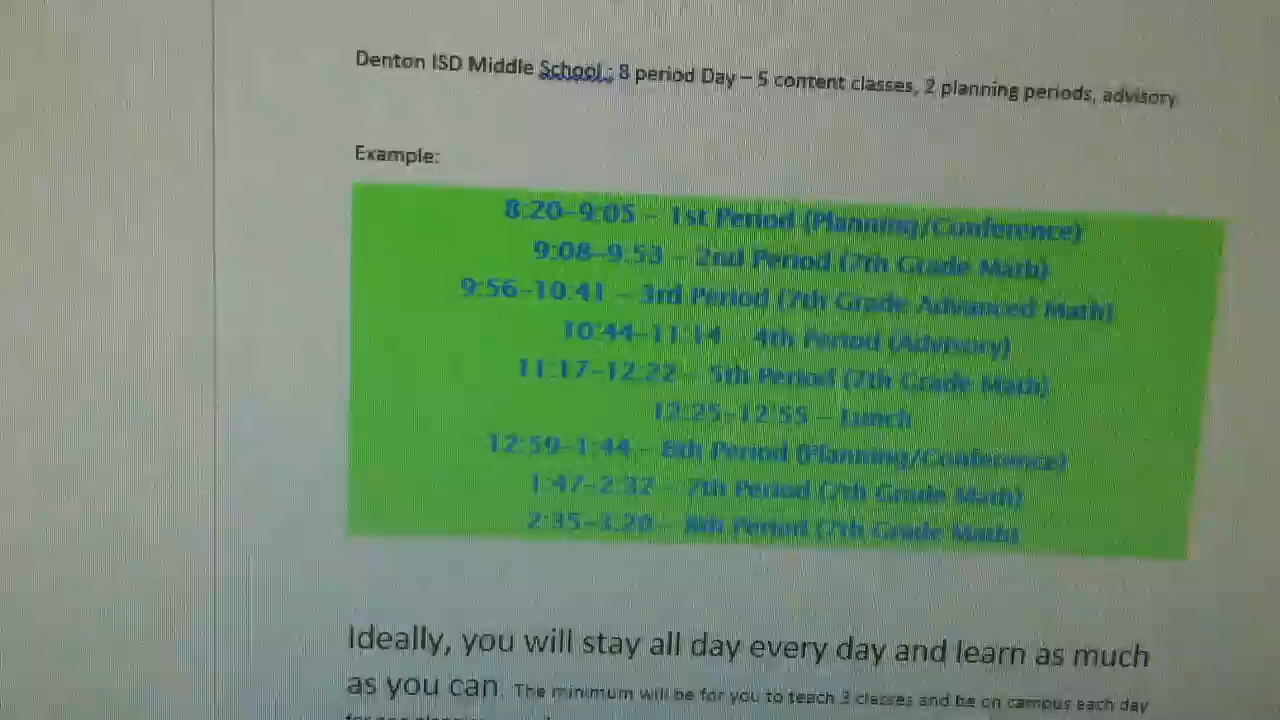 Denton ISD Middle School : 8 period Day – 5 content classes, 2 planning periods, advisory
Example:
8:20–9:05 – 1st Period (Planning/Conference)
9:08–9:53 – 2nd Period (7th Grade Math)
9:56–10:41 – 3rd Period (7th Grade Advanced Math)
10:44–11:14 – 4th Period (Advisory)
11:17–12:22 – 5th Period (7th Grade Math)
12:25–12:55 – Lunch
12:59–1:44 – 6th Period (Planning/Conference)
1:47–2:32 – 7th Period (7th Grade Math)
2:35–3:20 – 8th Period (7th Grade Math)
Ideally, you will stay all day every day and learn as much
as you can. The minimum will be for you to teach 3 classes and be on campus each day